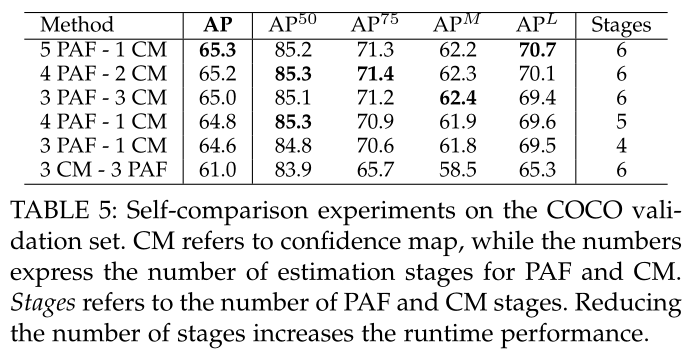 Method AP AP50 AP75 APM APL Stages
5 PAF - 1 CM 65.3 85.2 71.3 62.2 70.7 6
4 PAF - 2 CM 65.2 85.3 71.4 62.3 70.1 6
3 PAF - 3 CM 65.0 85.1 71.2 62.4 69.4 6
4 PAF - 1 CM 64.8 85.3 70.9 61.9 69.6 5
3 PAF - 1 CM 64.6 84.8 70.6 61.8 69.5 4
3 CM - 3 PAF 61.0 83.9 65.7 58.5 65.3 6
TABLE 5: Self-comparison experiments on the COCO vali-
dation set. CM refers to confidence map, while the numbers
express the number of estimation stages for PAF and CM.
Stages refers to the number of PAF and CM stages. Reducing
the number of stages increases the runtime performance.